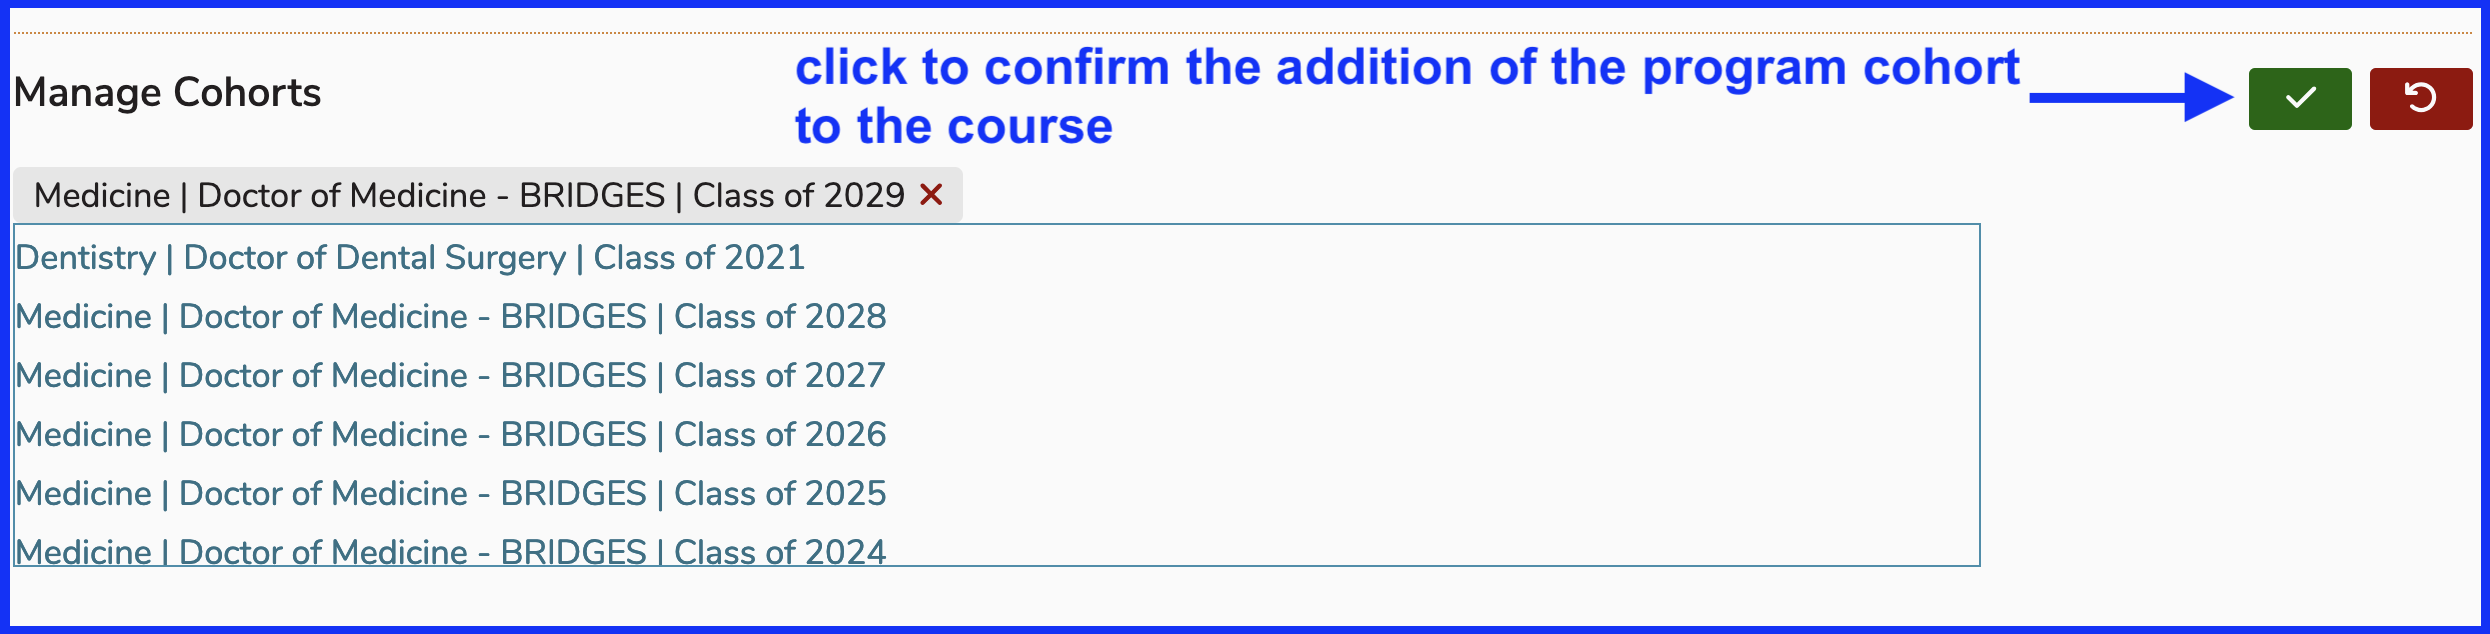 click to confirm the addition of the program cohort
to the course
Manage Cohorts
Medicine | Doctor of Medicine - BRIDGES | Class of 2029
Dentistry | Doctor of Dental Surgery | Class of 2021
Medicine | Doctor of Medicine - BRIDGES | Class of 2028
Medicine | Doctor of Medicine - BRIDGES | Class of 2027
Medicine | Doctor of Medicine - BRIDGES | Class of 2026
Medicine | Doctor of Medicine - BRIDGES | Class of 2025
Medicine | Doctor of Medicine - BRIDGES | Class of 2024